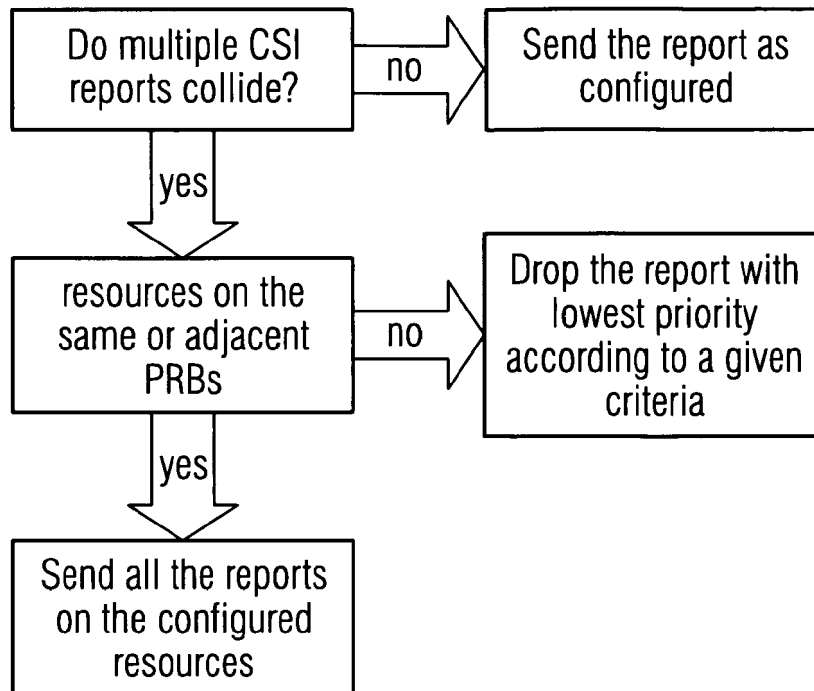 Do multiple CSI
reports collide?
no
Send the report as
configured
yes
resources on the
same or adjacent
PRBs
no
Drop the report with
lowest priority
according to a given
criteria
yes
Send all the reports
on the configured
resources